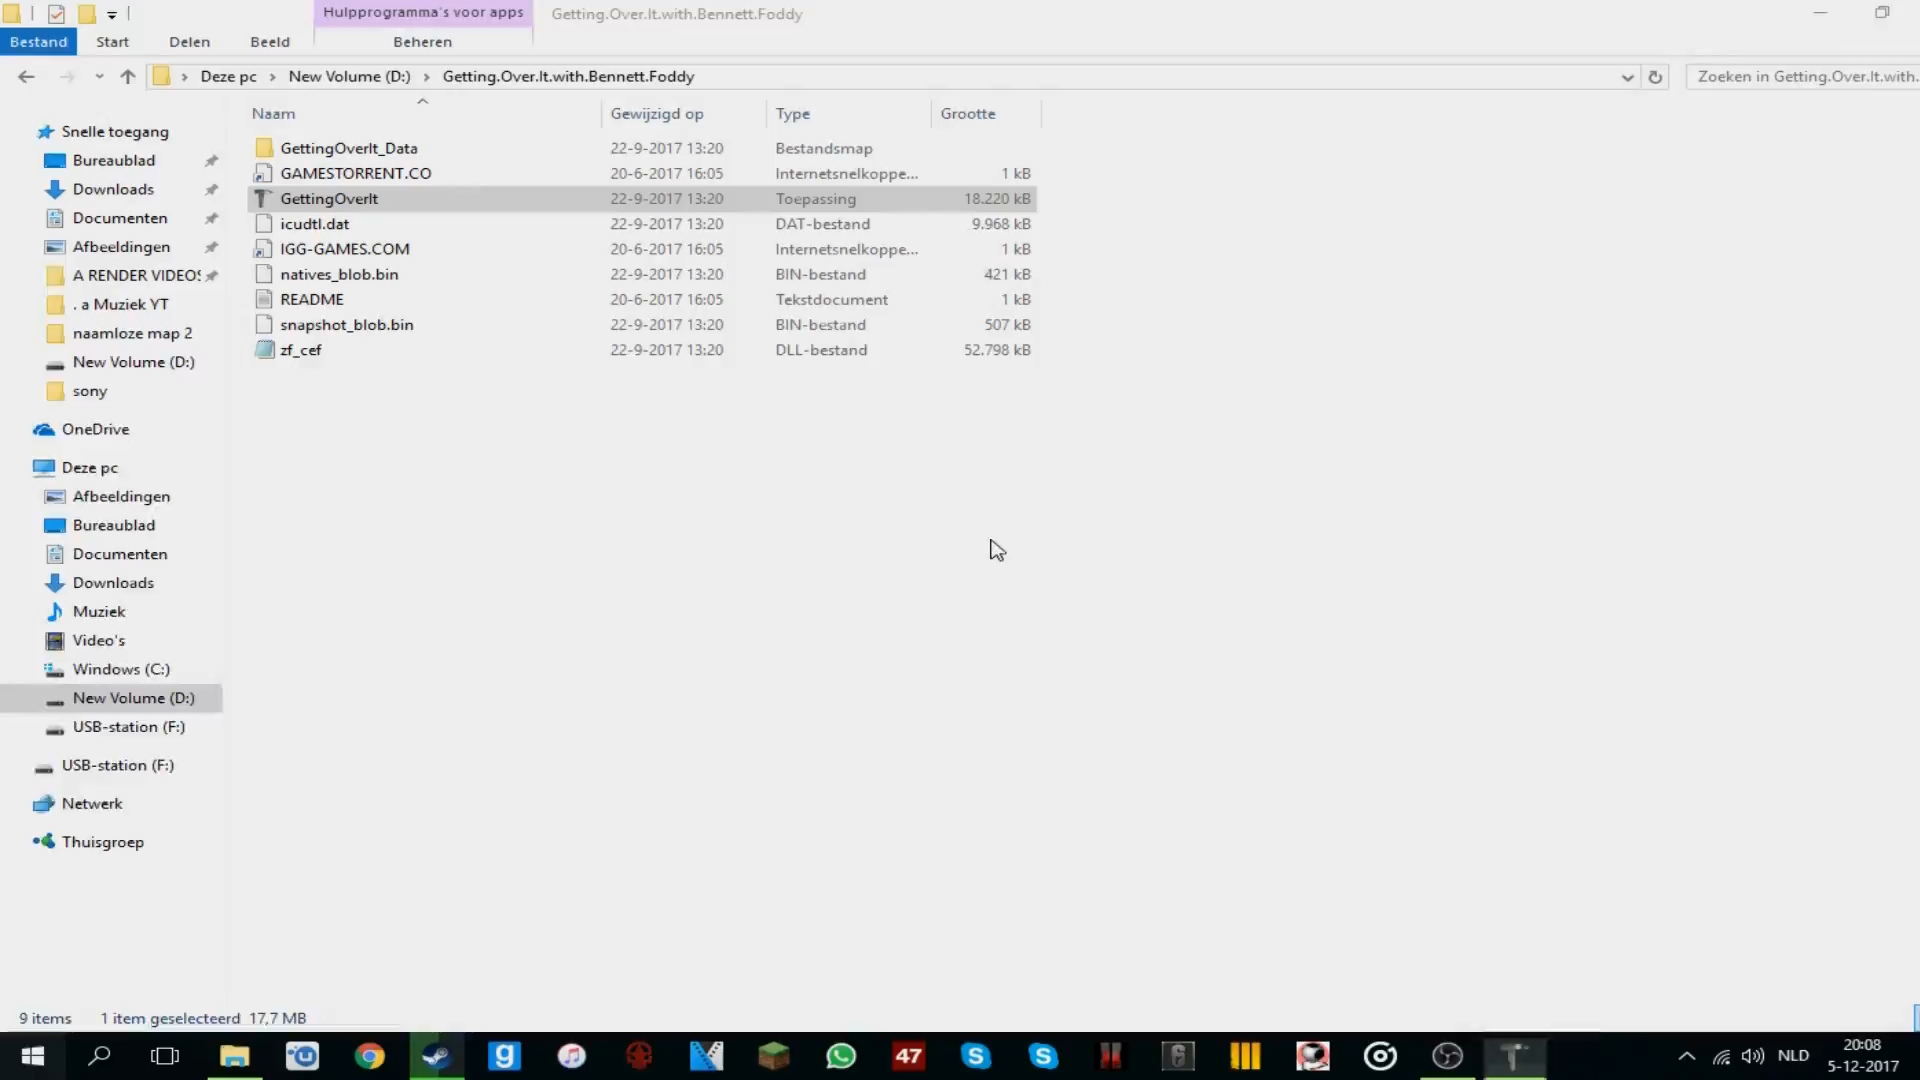 Hulpprogramma's voor apps
Getting.Over.It.with.Bennett.Foddy
Bestand
Start
Delen
Beeld
Beheren
Deze pc
New Volume (D:)
Getting.Over.It.with.Bennett.Foddy
Zoeken in Getting.Over.It.with.
Naam
Gewijzigd op
Type
Grootte
GettingOverIt_Data 22-9-2017 13:20 Bestandsmap
GAMESTORRENT.CO 20-6-2017 16:05 Internetsnelkoppe... 1 kB
GettingOverIt 22-9-2017 13:20 Toepassing 18.220 kB
icudtl.dat 22-9-2017 13:20 DAT-bestand 9.968 kB
IGG-GAMES.COM 20-6-2017 16:05 Internetsnelkoppe... 1 kB
natives_blob.bin 22-9-2017 13:20 BIN-bestand 421 kB
README 20-6-2017 16:05 Tekstdocument 1 kB
snapshot_blob.bin 22-9-2017 13:20 BIN-bestand 507 kB
zf_cef 22-9-2017 13:20 DLL-bestand 52.798 kB
Snelle toegang
Bureaublad
Downloads
Documenten
Afbeeldingen
A RENDER VIDEOS
. a Muziek YT
naamloze map 2
New Volume (D:)
sony
OneDrive
Deze pc
Afbeeldingen
Bureaublad
Documenten
Downloads
Muziek
Video's
Windows (C:)
New Volume (D:)
USB-station (F:)
USB-station (F:)
Netwerk
Thuisgroep
9 items
1 item geselecteerd 17,7 MB
47
NLD
20:08
5-12-2017